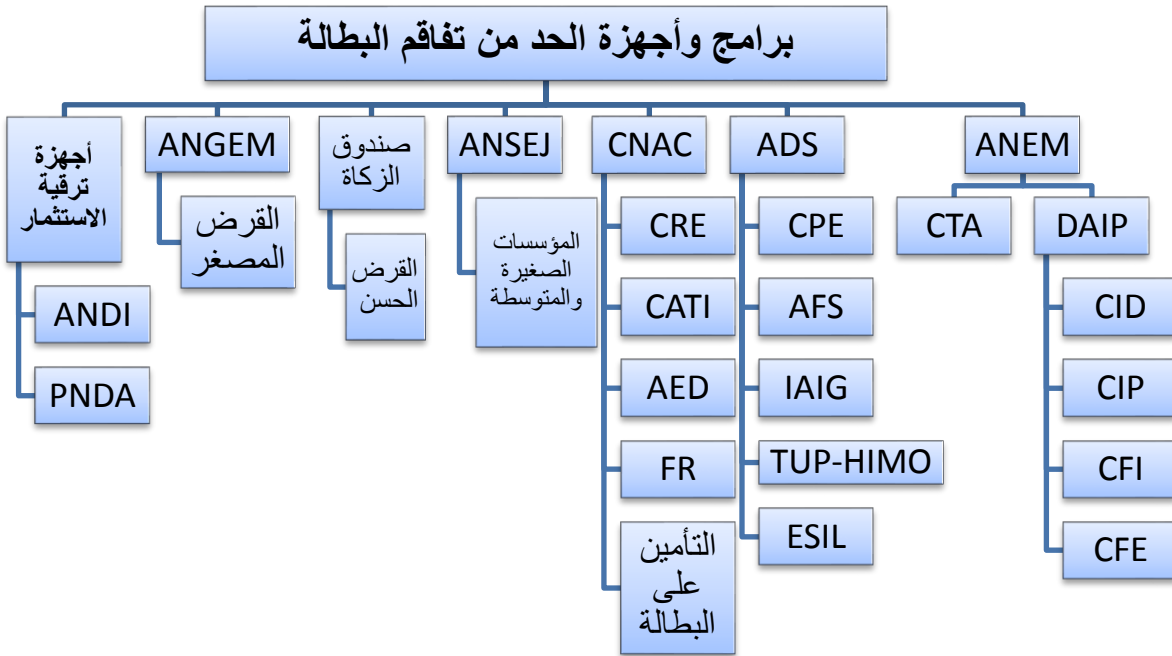 برامج وأجهزة الحد من تفاقم البطالة
ANEM
CTA
DAIP
CID
CIP
CFI
CFE
ADS
CPE
AFS
IAIG
TUP-HIMO
ESIL
CNAC
CRE
CATI
AED
FR
التأمين
على
البطالة
ANSEJ
المؤسسات
الصغيرة
والمتوسطة
صندوق
الزكاة
القرض
الحسن
ANGEM
القرض
المصغر
أجهزة
ترقية
الاستثمار
ANDI
PNDA